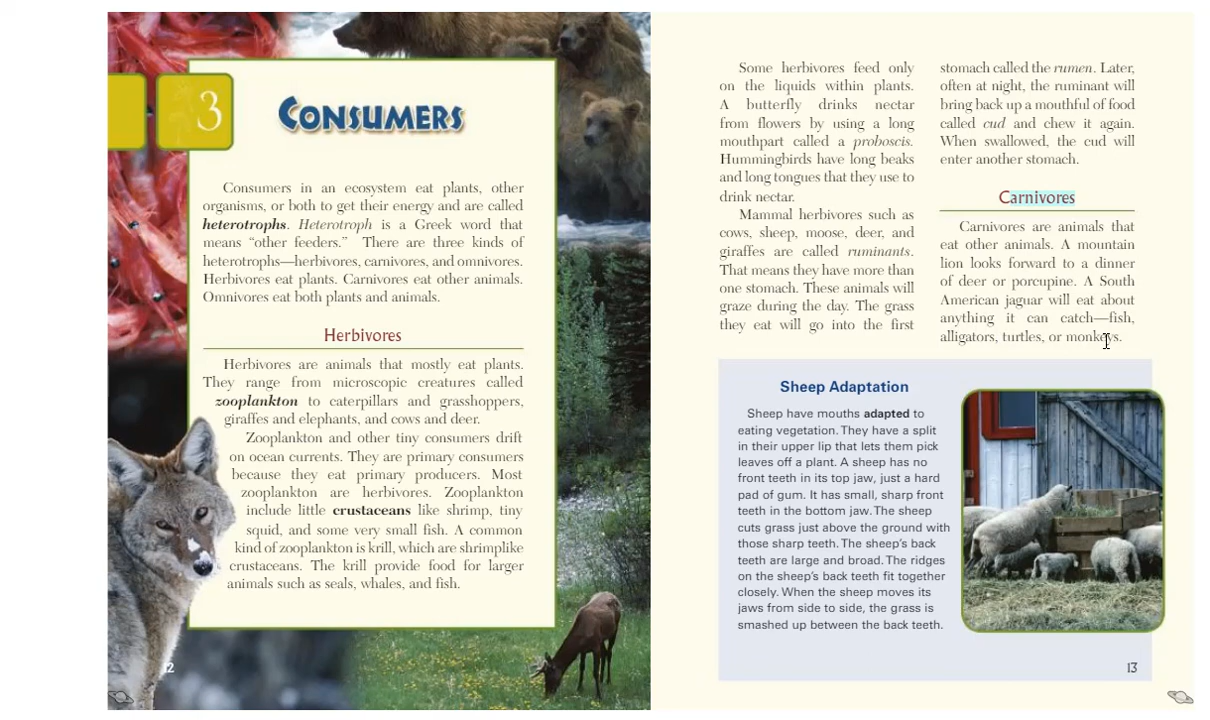 3
CONSUMERS
Consumers in an ecosystem eat plants, other
organisms, or both to get their energy and are called
heterotrophs. Heterotroph is a Greek word that
means “other feeders.” There are three kinds of
heterotrophs—herbivores, carnivores, and omnivores.
Herbivores eat plants. Carnivores eat other animals.
Omnivores eat both plants and animals.
Herbivores
Herbivores are animals that mostly eat plants.
They range from microscopic creatures called
zooplankton to caterpillars and grasshoppers,
giraffes and elephants, and cows and deer.
Zooplankton and other tiny consumers drift
on ocean currents. They are primary consumers
because they eat primary producers. Most
zooplankton are herbivores. Zooplankton
include little crustaceans like shrimp, tiny
squid, and some very small fish. A common
kind of zooplankton is krill, which are shrimplike
crustaceans. The krill provide food for larger
animals such as seals, whales, and fish.
12
Some herbivores feed only
on the liquids within plants.
A butterfly drinks nectar
from flowers by using a long
mouthpart called a proboscis.
Hummingbirds have long beaks
and long tongues that they use to
drink nectar.
Mammal herbivores such as
cows, sheep, moose, deer, and
giraffes are called ruminants.
That means they have more than
one stomach. These animals will
graze during the day. The grass
they eat will go into the first
stomach called the rumen. Later,
often at night, the ruminant will
bring back up a mouthful of food
called cud and chew it again.
When swallowed, the cud will
enter another stomach.
Carnivores
Carnivores are animals that
eat other animals. A mountain
lion looks forward to a dinner
of deer or porcupine. A South
American jaguar will eat about
anything it can catch—fish,
alligators, turtles, or monkeys.
Sheep Adaptation
Sheep have mouths adapted to
eating vegetation. They have a split
in their upper lip that lets them pick
leaves off a plant. A sheep has no
front teeth in its top jaw, just a hard
pad of gum. It has small, sharp front
teeth in the bottom jaw. The sheep
cuts grass just above the ground with
those sharp teeth. The sheep’s back
teeth are large and broad. The ridges
on the sheep’s back teeth fit together
closely. When the sheep moves its
jaws from side to side, the grass is
smashed up between the back teeth.
13